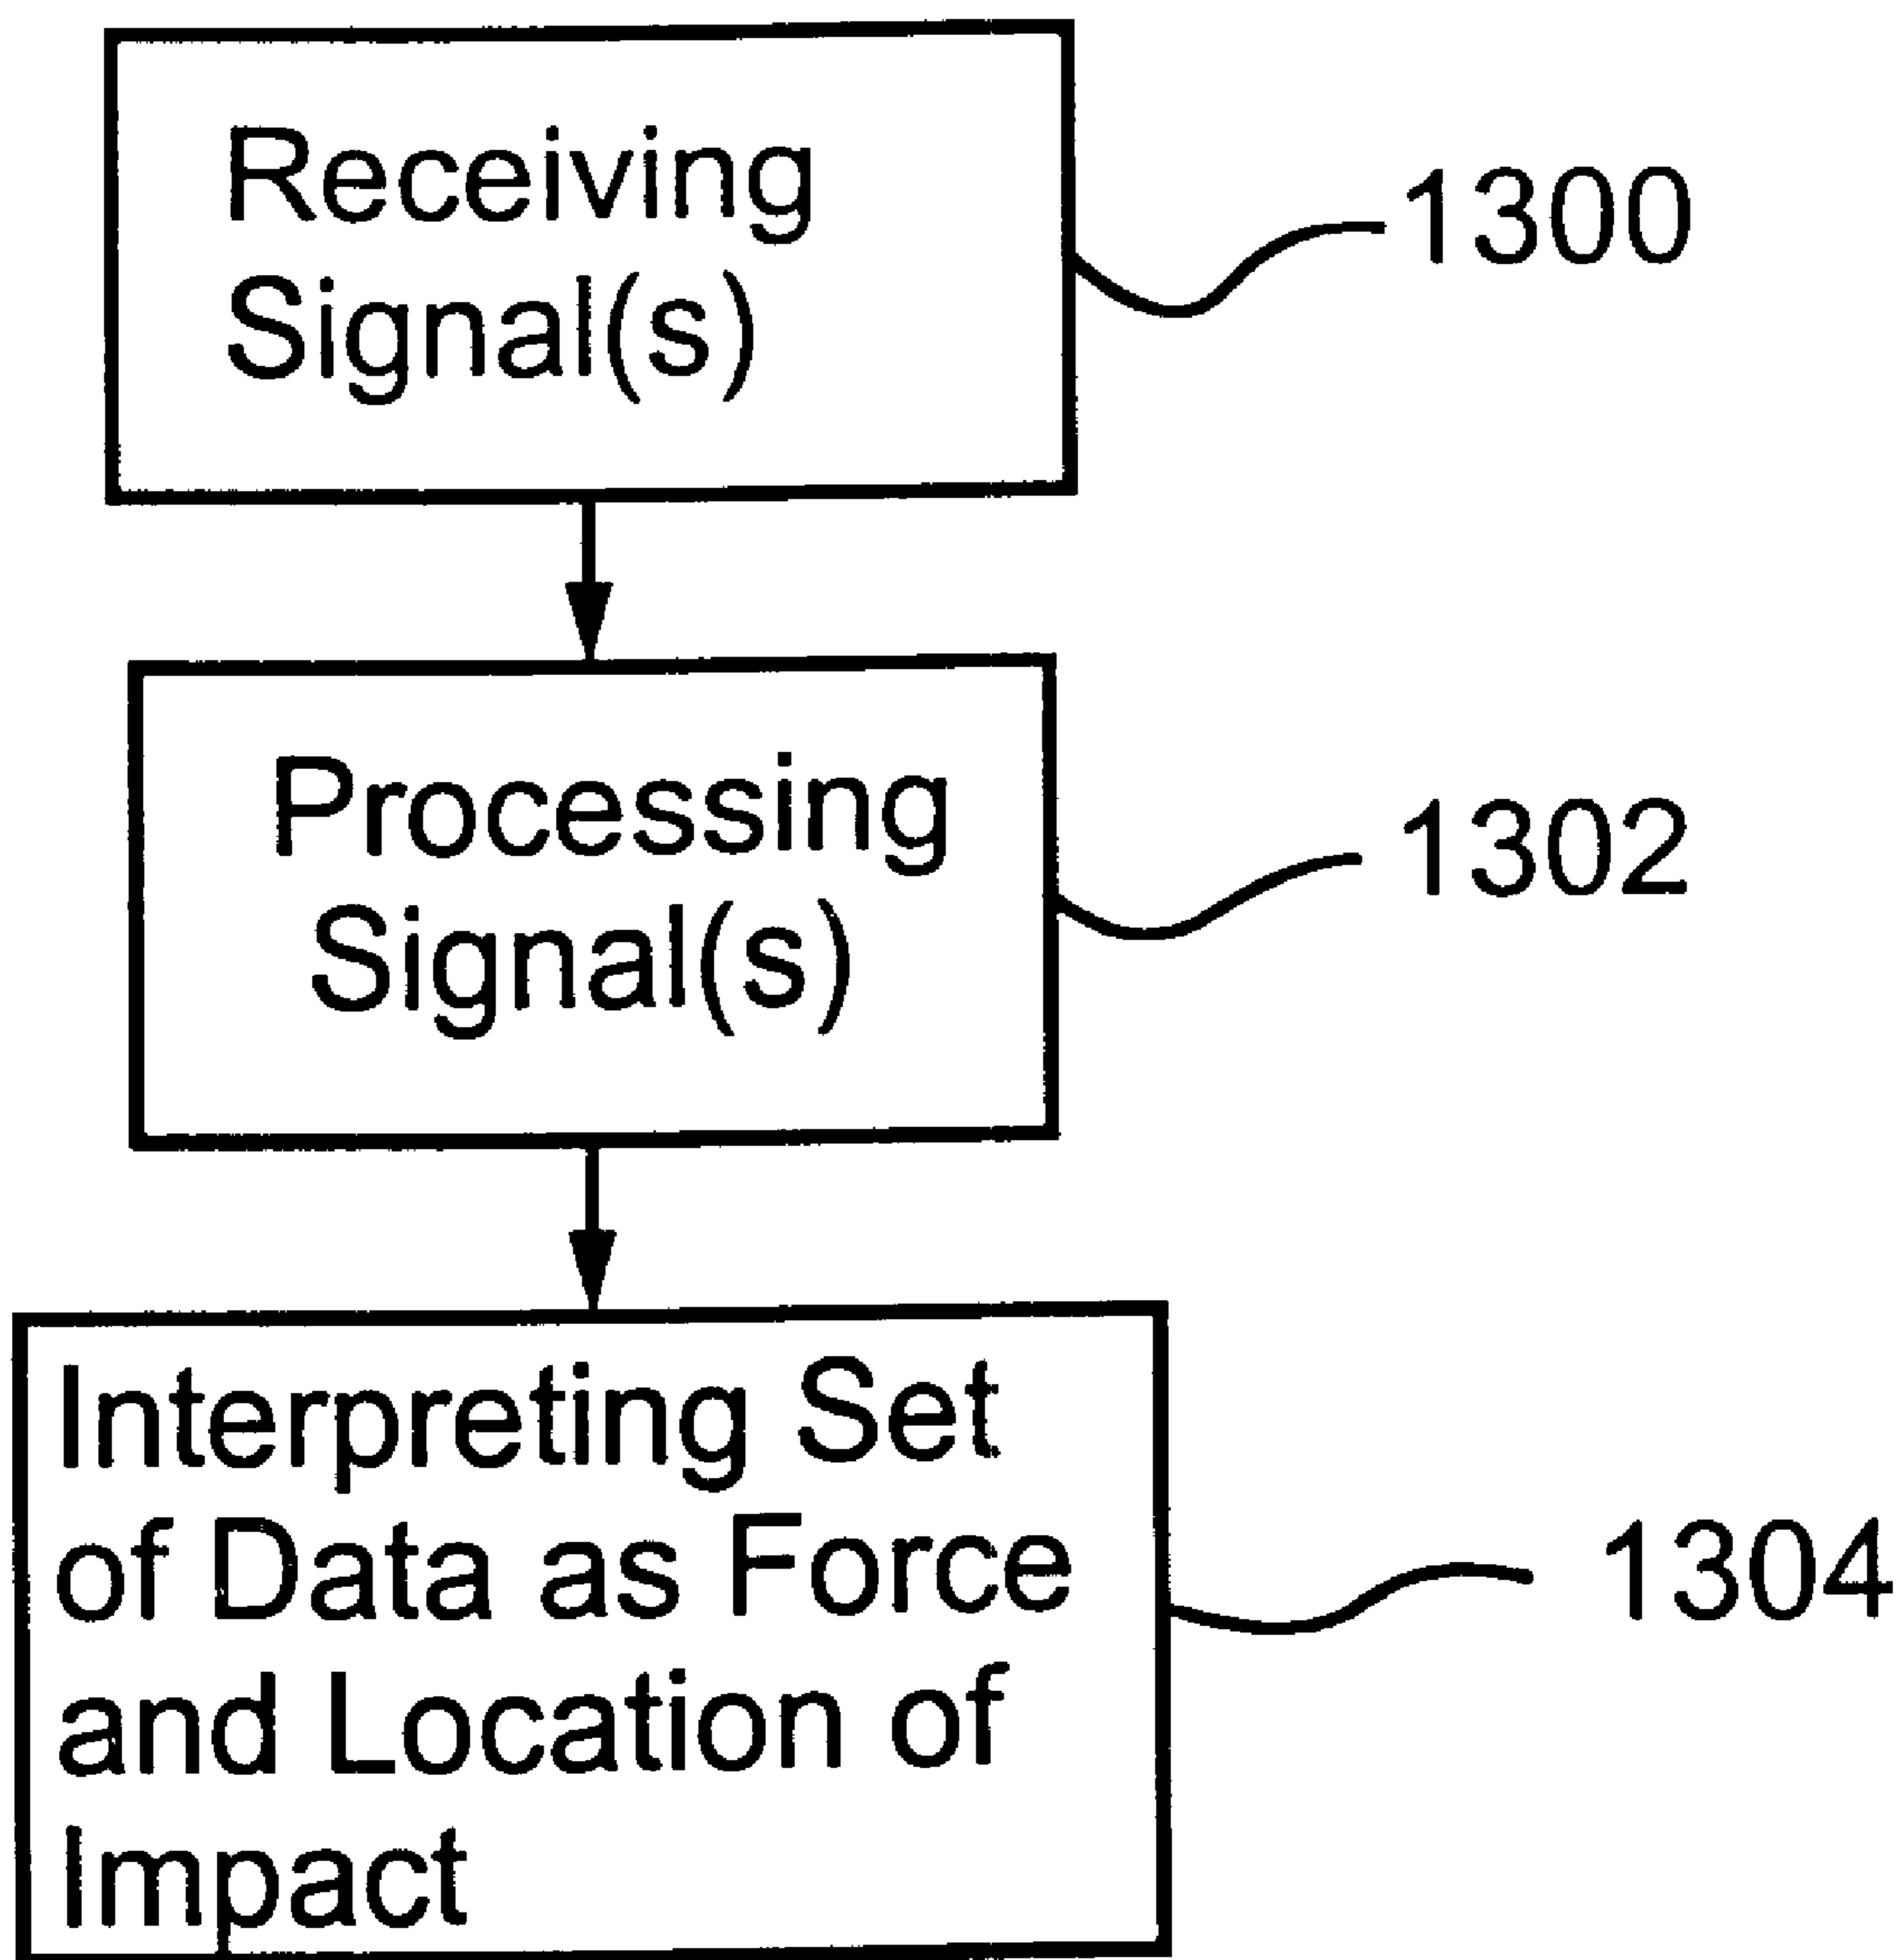 Receiving
Signal(s)
1300
Processing
Signal(s)
1302
Interpreting Set
of Data as Force
and Location of
Impact
1304